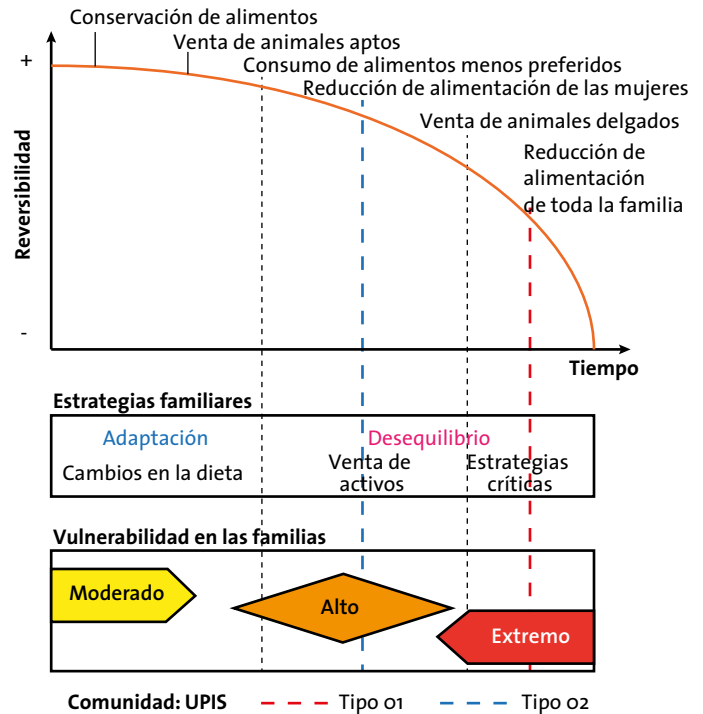 Conservación de alimentos
Venta de animales aptos
Consumo de alimentos menos preferidos
Reducción de alimentación de las mujeres
Venta de animales delgados
Reducción de
alimentación
de toda la familia
+
Reversibilidad
-
Tiempo
Estrategias familiares
Adaptación
Desequilibrio
Cambios en la dieta
Venta de
activos
Estrategias
críticas
Vulnerabilidad en las familias
Moderado
Alto
Extremo
Comunidad: UPIS
Tipo 01
Tipo 02